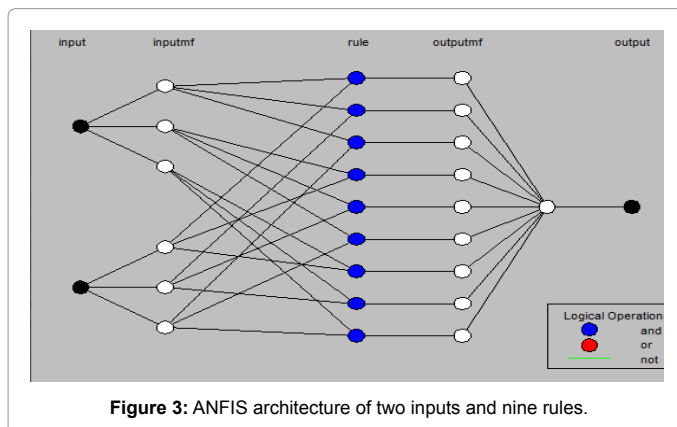 input inputmf rule outputmf output
Logical Operations
and
or
not
Figure 3: ANFIS architecture of two inputs and nine rules.